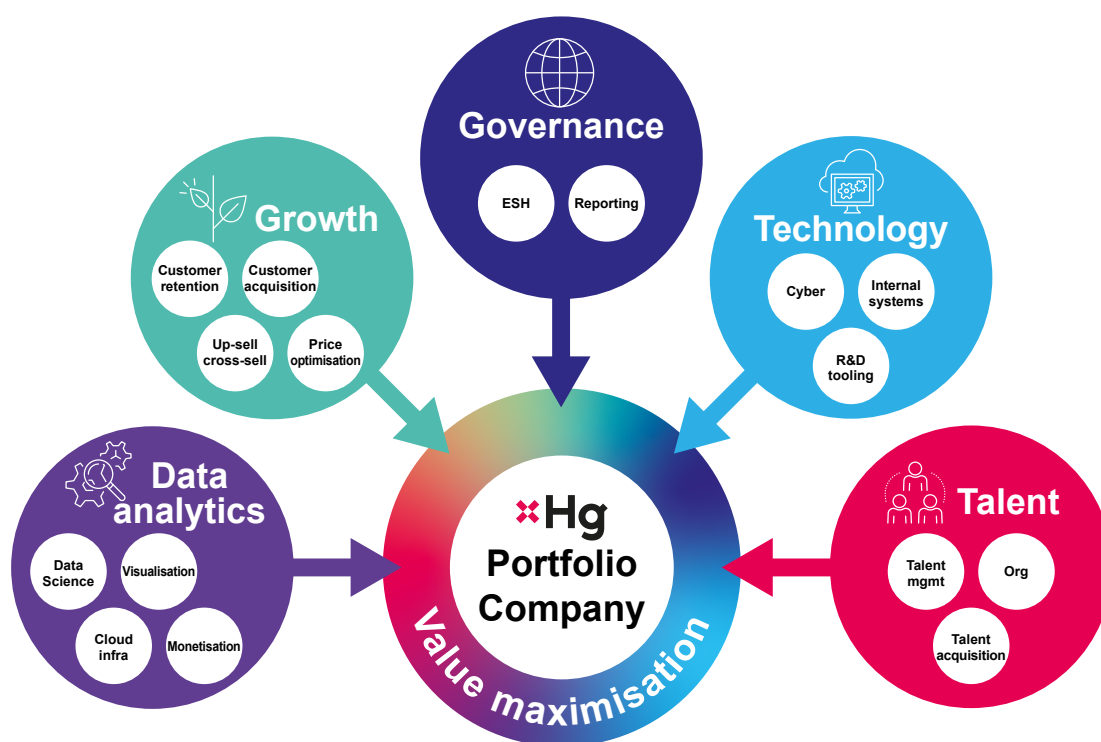 Governance
ESH
Reporting
Growth
Customer
retention
Customer
acquisition
Up-sell
cross-sell
Price
optimisation
Technology
Cyber
Internal
systems
R&D
tooling
Data
analytics
Data
Science
Visualisation
Cloud
infra
Monetisation
Talent
Talent
mgmt
Org
Talent
acquisition
Hg
Portfolio
Company
Value maximisation